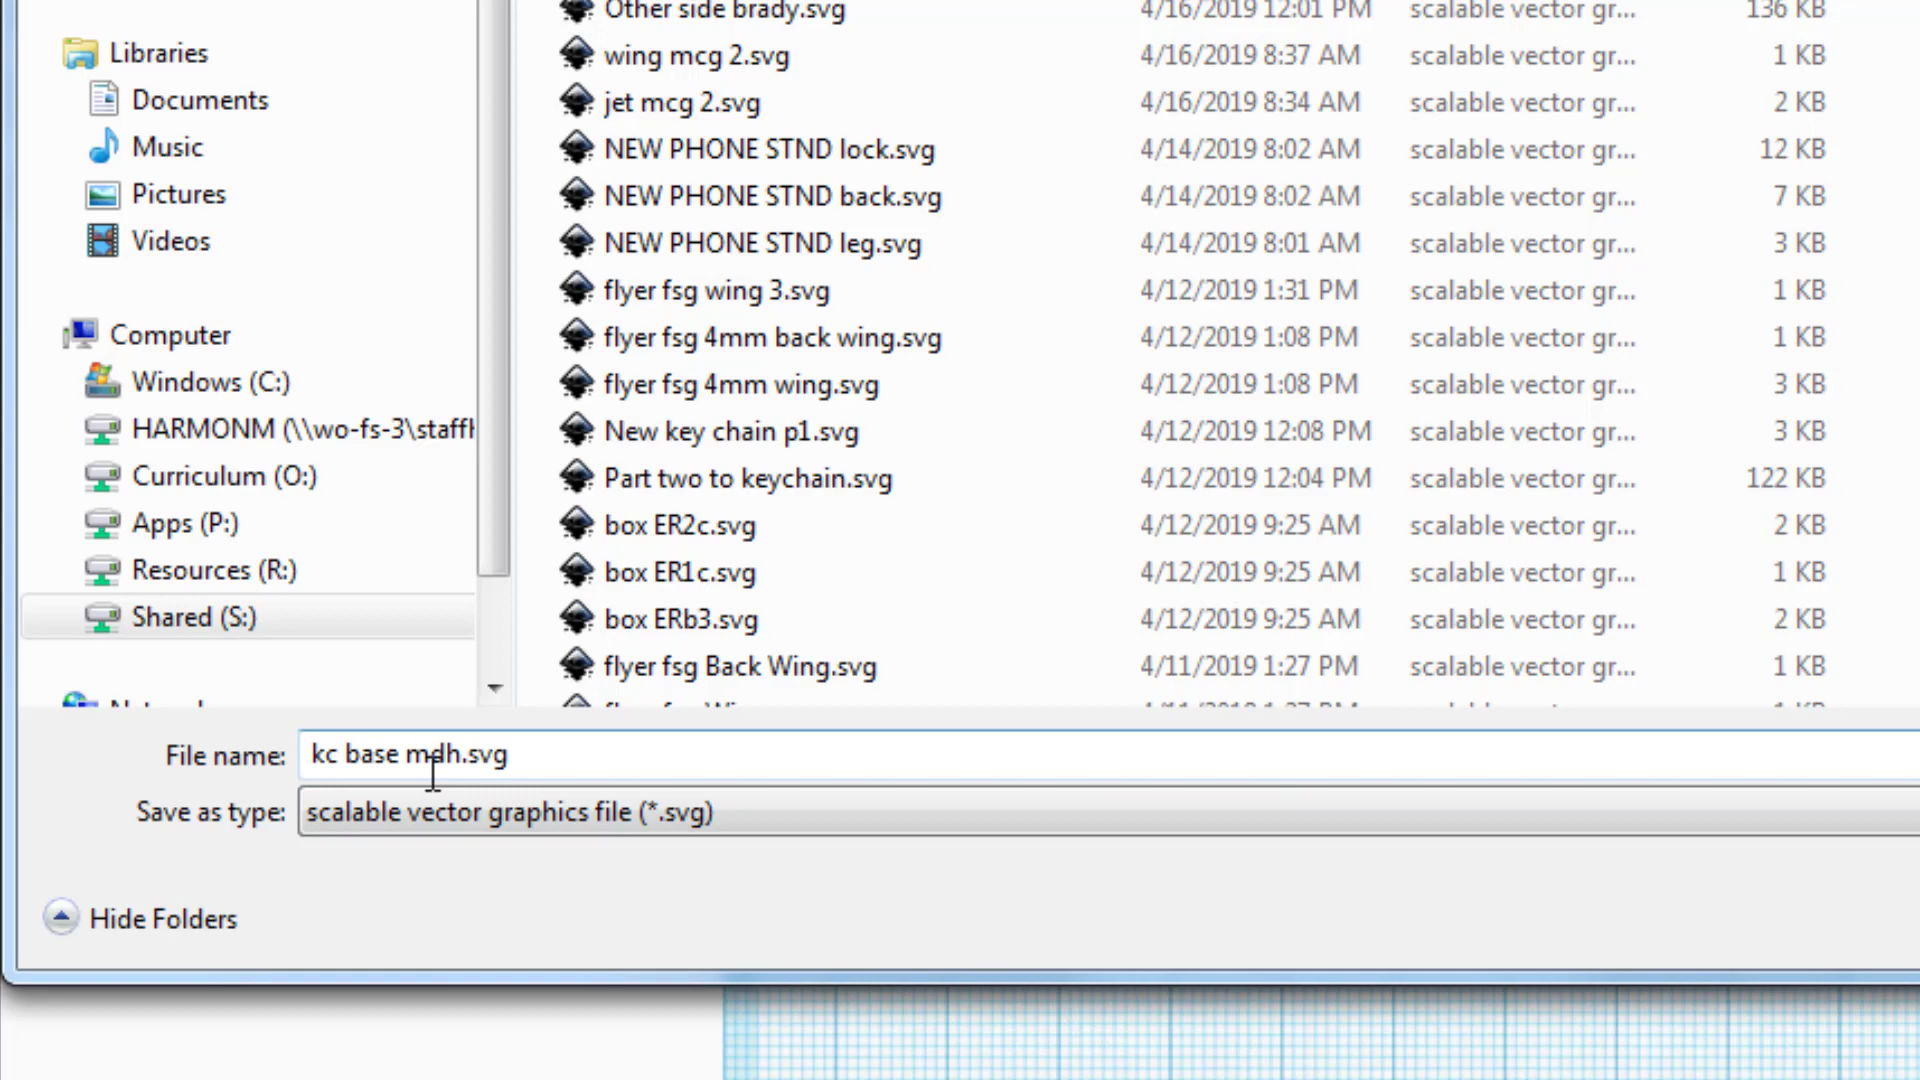 Other side brady.svg 4/16/2019 12:01 PM scalable vector gr... 136 KB
Libraries
wing mcg 2.svg 4/16/2019 8:37 AM scalable vector gr... 1 KB
Documents
jet mcg 2.svg 4/16/2019 8:34 AM scalable vector gr... 2 KB
Music
NEW PHONE STND lock.svg 4/14/2019 8:02 AM scalable vector gr... 12 KB
Pictures
NEW PHONE STND back.svg 4/14/2019 8:02 AM scalable vector gr... 7 KB
Videos
NEW PHONE STND leg.svg 4/14/2019 8:01 AM scalable vector gr... 3 KB
flyer fsg wing 3.svg 4/12/2019 1:31 PM scalable vector gr... 1 KB
Computer
flyer fsg 4mm back wing.svg 4/12/2019 1:08 PM scalable vector gr... 1 KB
Windows (C:)
flyer fsg 4mm wing.svg 4/12/2019 1:08 PM scalable vector gr... 3 KB
HARMONM (\\wo-fs-3\staff
New key chain p1.svg 4/12/2019 12:08 PM scalable vector gr... 3 KB
Curriculum (O:)
Part two to keychain.svg 4/12/2019 12:04 PM scalable vector gr... 122 KB
Apps (P:)
box ER2c.svg 4/12/2019 9:25 AM scalable vector gr... 2 KB
Resources (R:)
box ER1c.svg 4/12/2019 9:25 AM scalable vector gr... 1 KB
Shared (S:)
box ERb3.svg 4/12/2019 9:25 AM scalable vector gr... 2 KB
flyer fsg Back Wing.svg 4/11/2019 1:27 PM scalable vector gr... 1 KB
File name: kc base mdh.svg
Save as type: scalable vector graphics file (*.svg)
Hide Folders